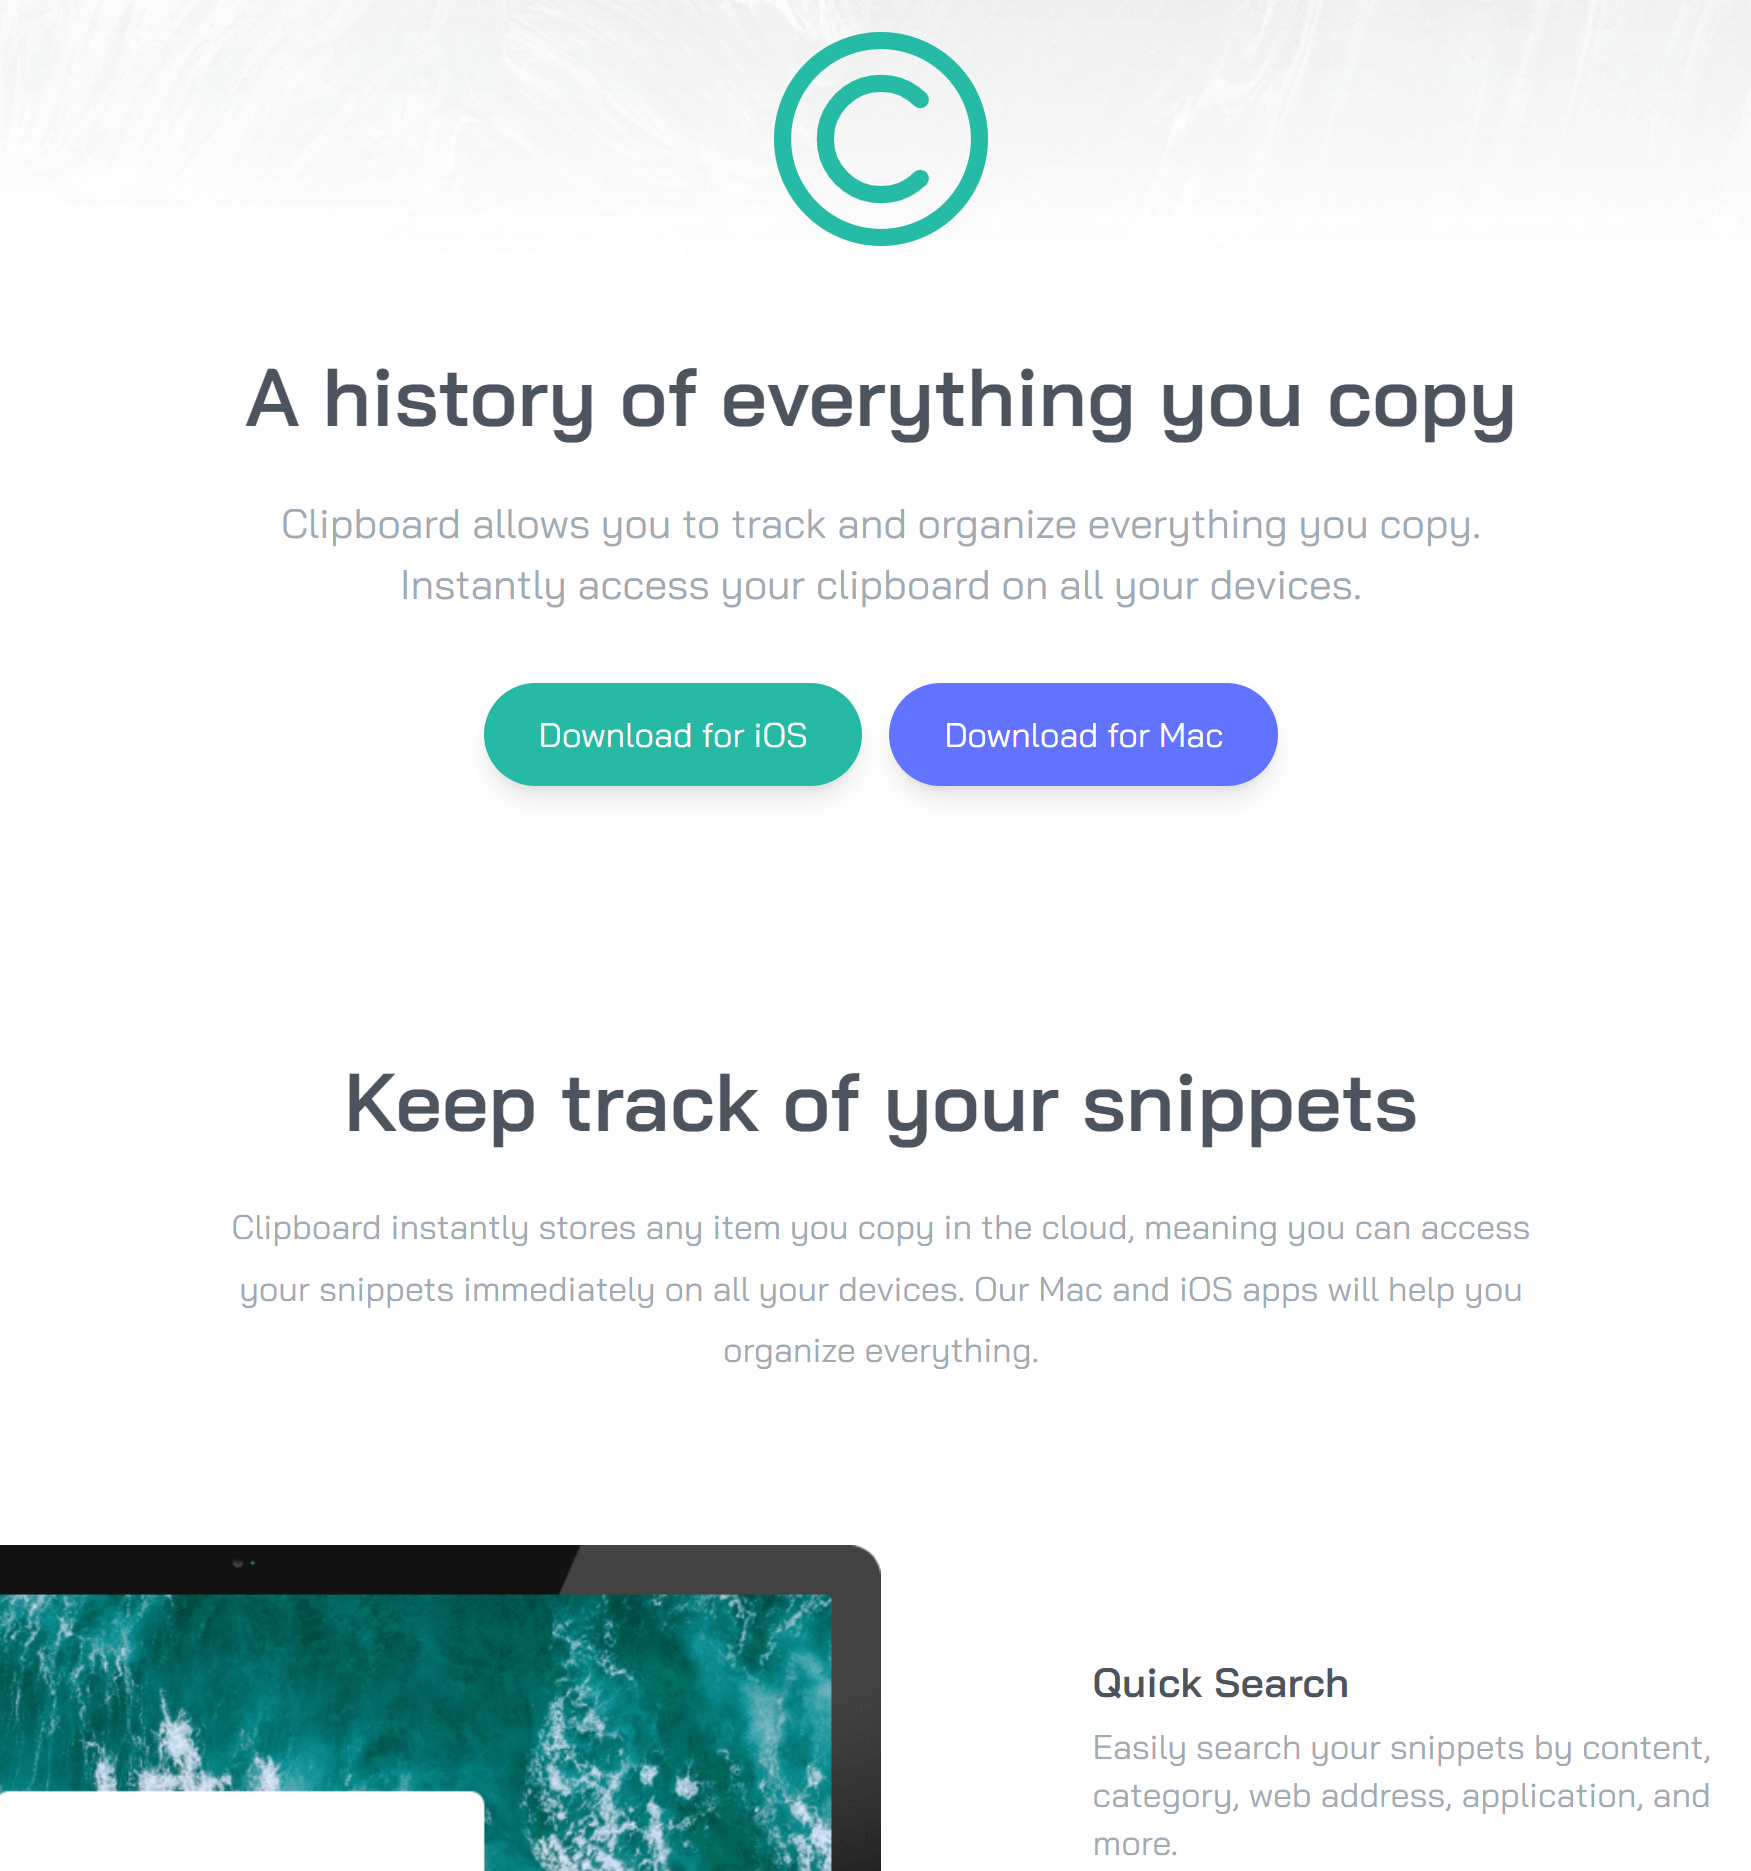 A history of everything you copy
Clipboard allows you to track and organize everything you copy.
Instantly access your clipboard on all your devices.
Download for iOS
Download for Mac
Keep track of your snippets
Clipboard instantly stores any item you copy in the cloud, meaning you can access
your snippets immediately on all your devices. Our Mac and iOS apps will help you
organize everything.
Quick Search
Easily search your snippets by content,
category, web address, application, and
more.